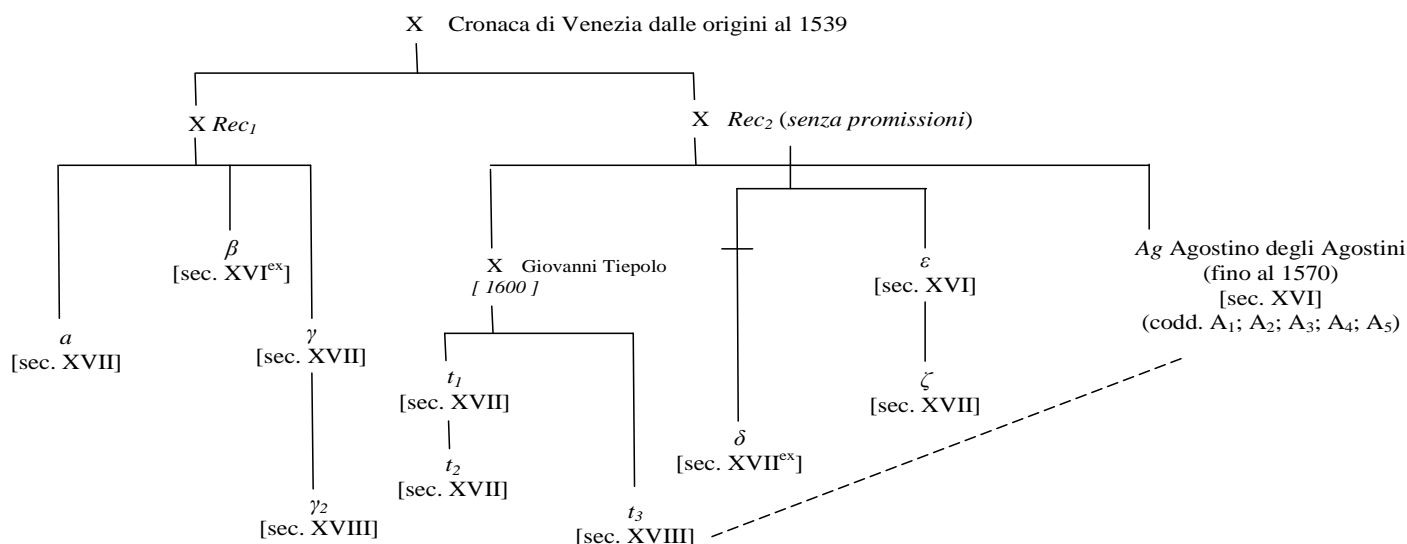 X Cronaca di Venezia dalle origini al 1539
X Rec₁
X Rec₂ (senza promissioni)
β
[sec. XVIᵉˣ]
X Giovanni Tiepolo
[ 1600 ]
ε
[sec. XVI]
Ag Agostino degli Agostini
(fino al 1570)
[sec. XVI]
(codd. A₁; A₂; A₃; A₄; A₅)
a
[sec. XVII]
γ
[sec. XVII]
t₁
[sec. XVII]
ζ
[sec. XVII]
δ
[sec. XVIIᵉˣ]
t₂
[sec. XVII]
γ₂
[sec. XVIII]
t₃
[sec. XVIII]